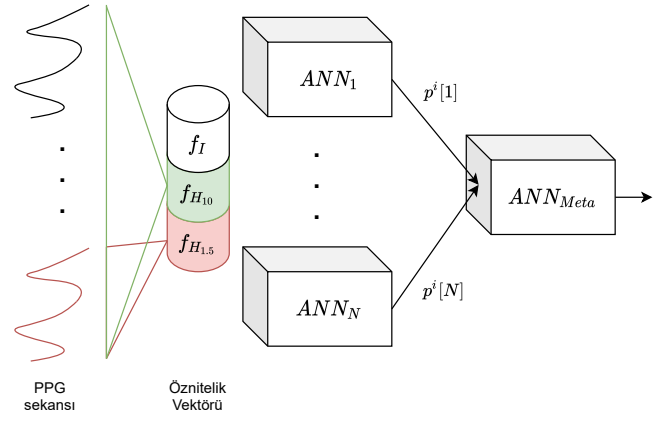 ANN_1
p^i[1]
f_I
f_{H_{10}}
ANN_{Meta}
f_{H_{1.5}}
p^i[N]
ANN_N
PPG
sekansı
Öznitelik
Vektörü